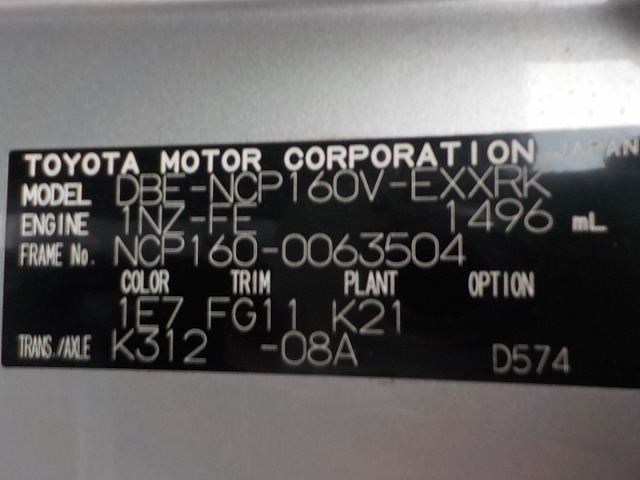 TOYOTA MOTOR CORPORATION JAPAN
MODEL DBE-NCP160V-EXXRK
ENGINE 1NZ-FE 1496 mL
FRAME No. NCP160-0063504
COLOR TRIM PLANT OPTION
1E7 FG11 K21
TRANS./AXLE K312 -08A D574